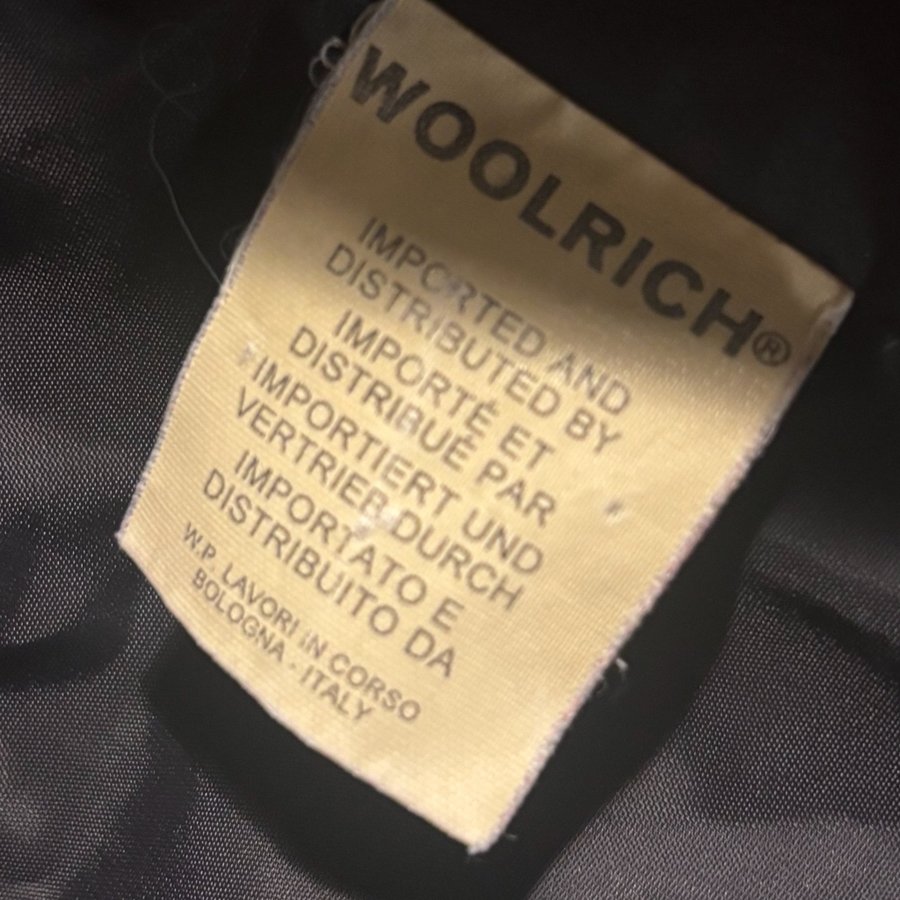 WOOLRICH®
IMPORTED AND
DISTRIBUTED BY
IMPORTÉ ET
DISTRIBUÉ PAR
IMPORTIERT UND
VERTRIEB DURCH
IMPORTATO E
DISTRIBUITO DA
W.P. LAVORI IN CORSO
BOLOGNA - ITALY